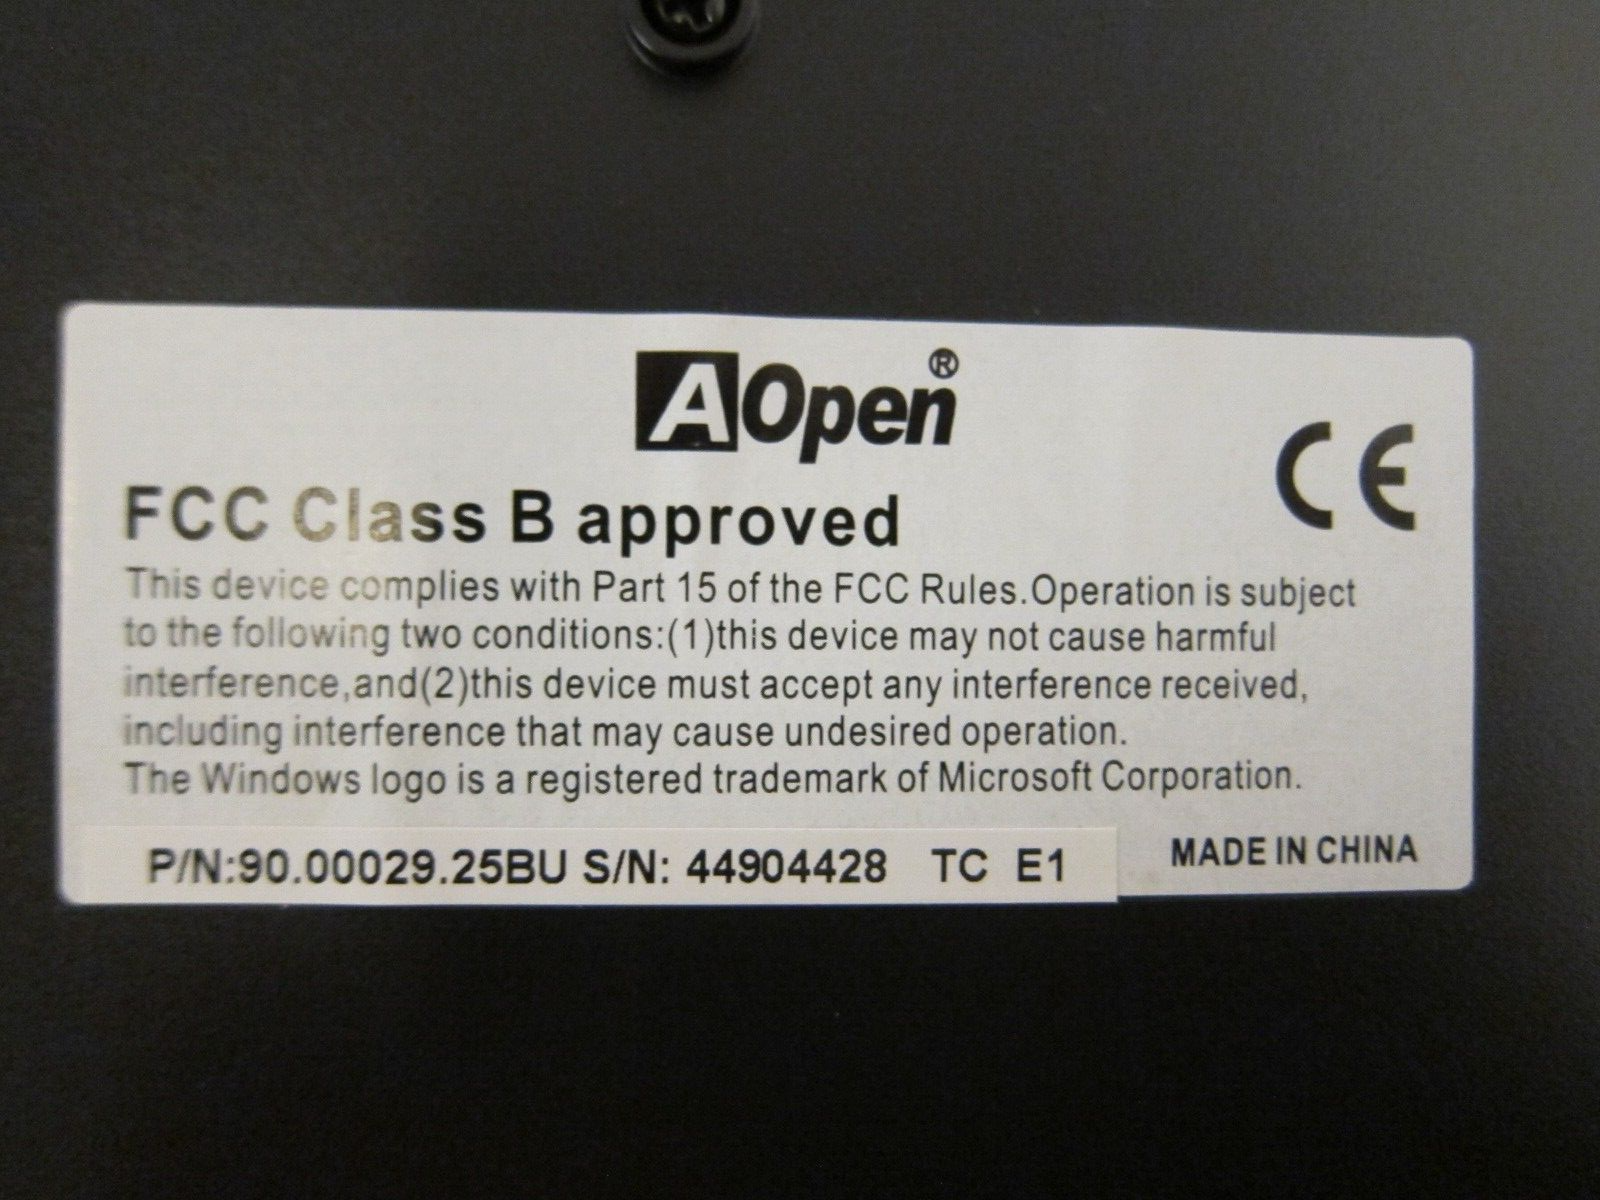 AOpen®
CE
FCC Class B approved
This device complies with Part 15 of the FCC Rules.Operation is subject
to the following two conditions:(1)this device may not cause harmful
interference,and(2)this device must accept any interference received,
including interference that may cause undesired operation.
The Windows logo is a registered trademark of Microsoft Corporation.
P/N:90.00029.25BU S/N: 44904428 TC E1
MADE IN CHINA